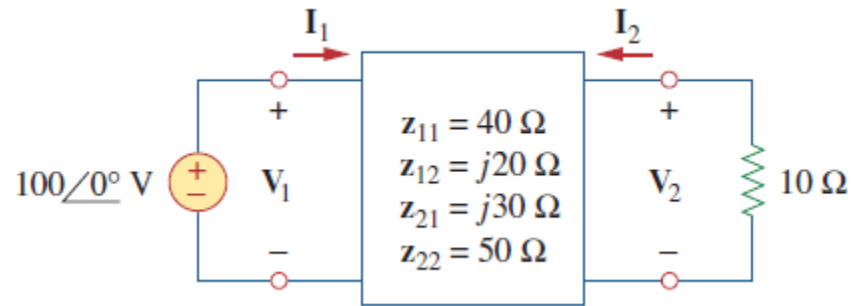 I₁ I₂
+ z₁₁ = 40 Ω +
z₁₂ = j20 Ω
100∠0° V + − V₁ V₂ 10 Ω
z₂₁ = j30 Ω
− z₂₂ = 50 Ω −